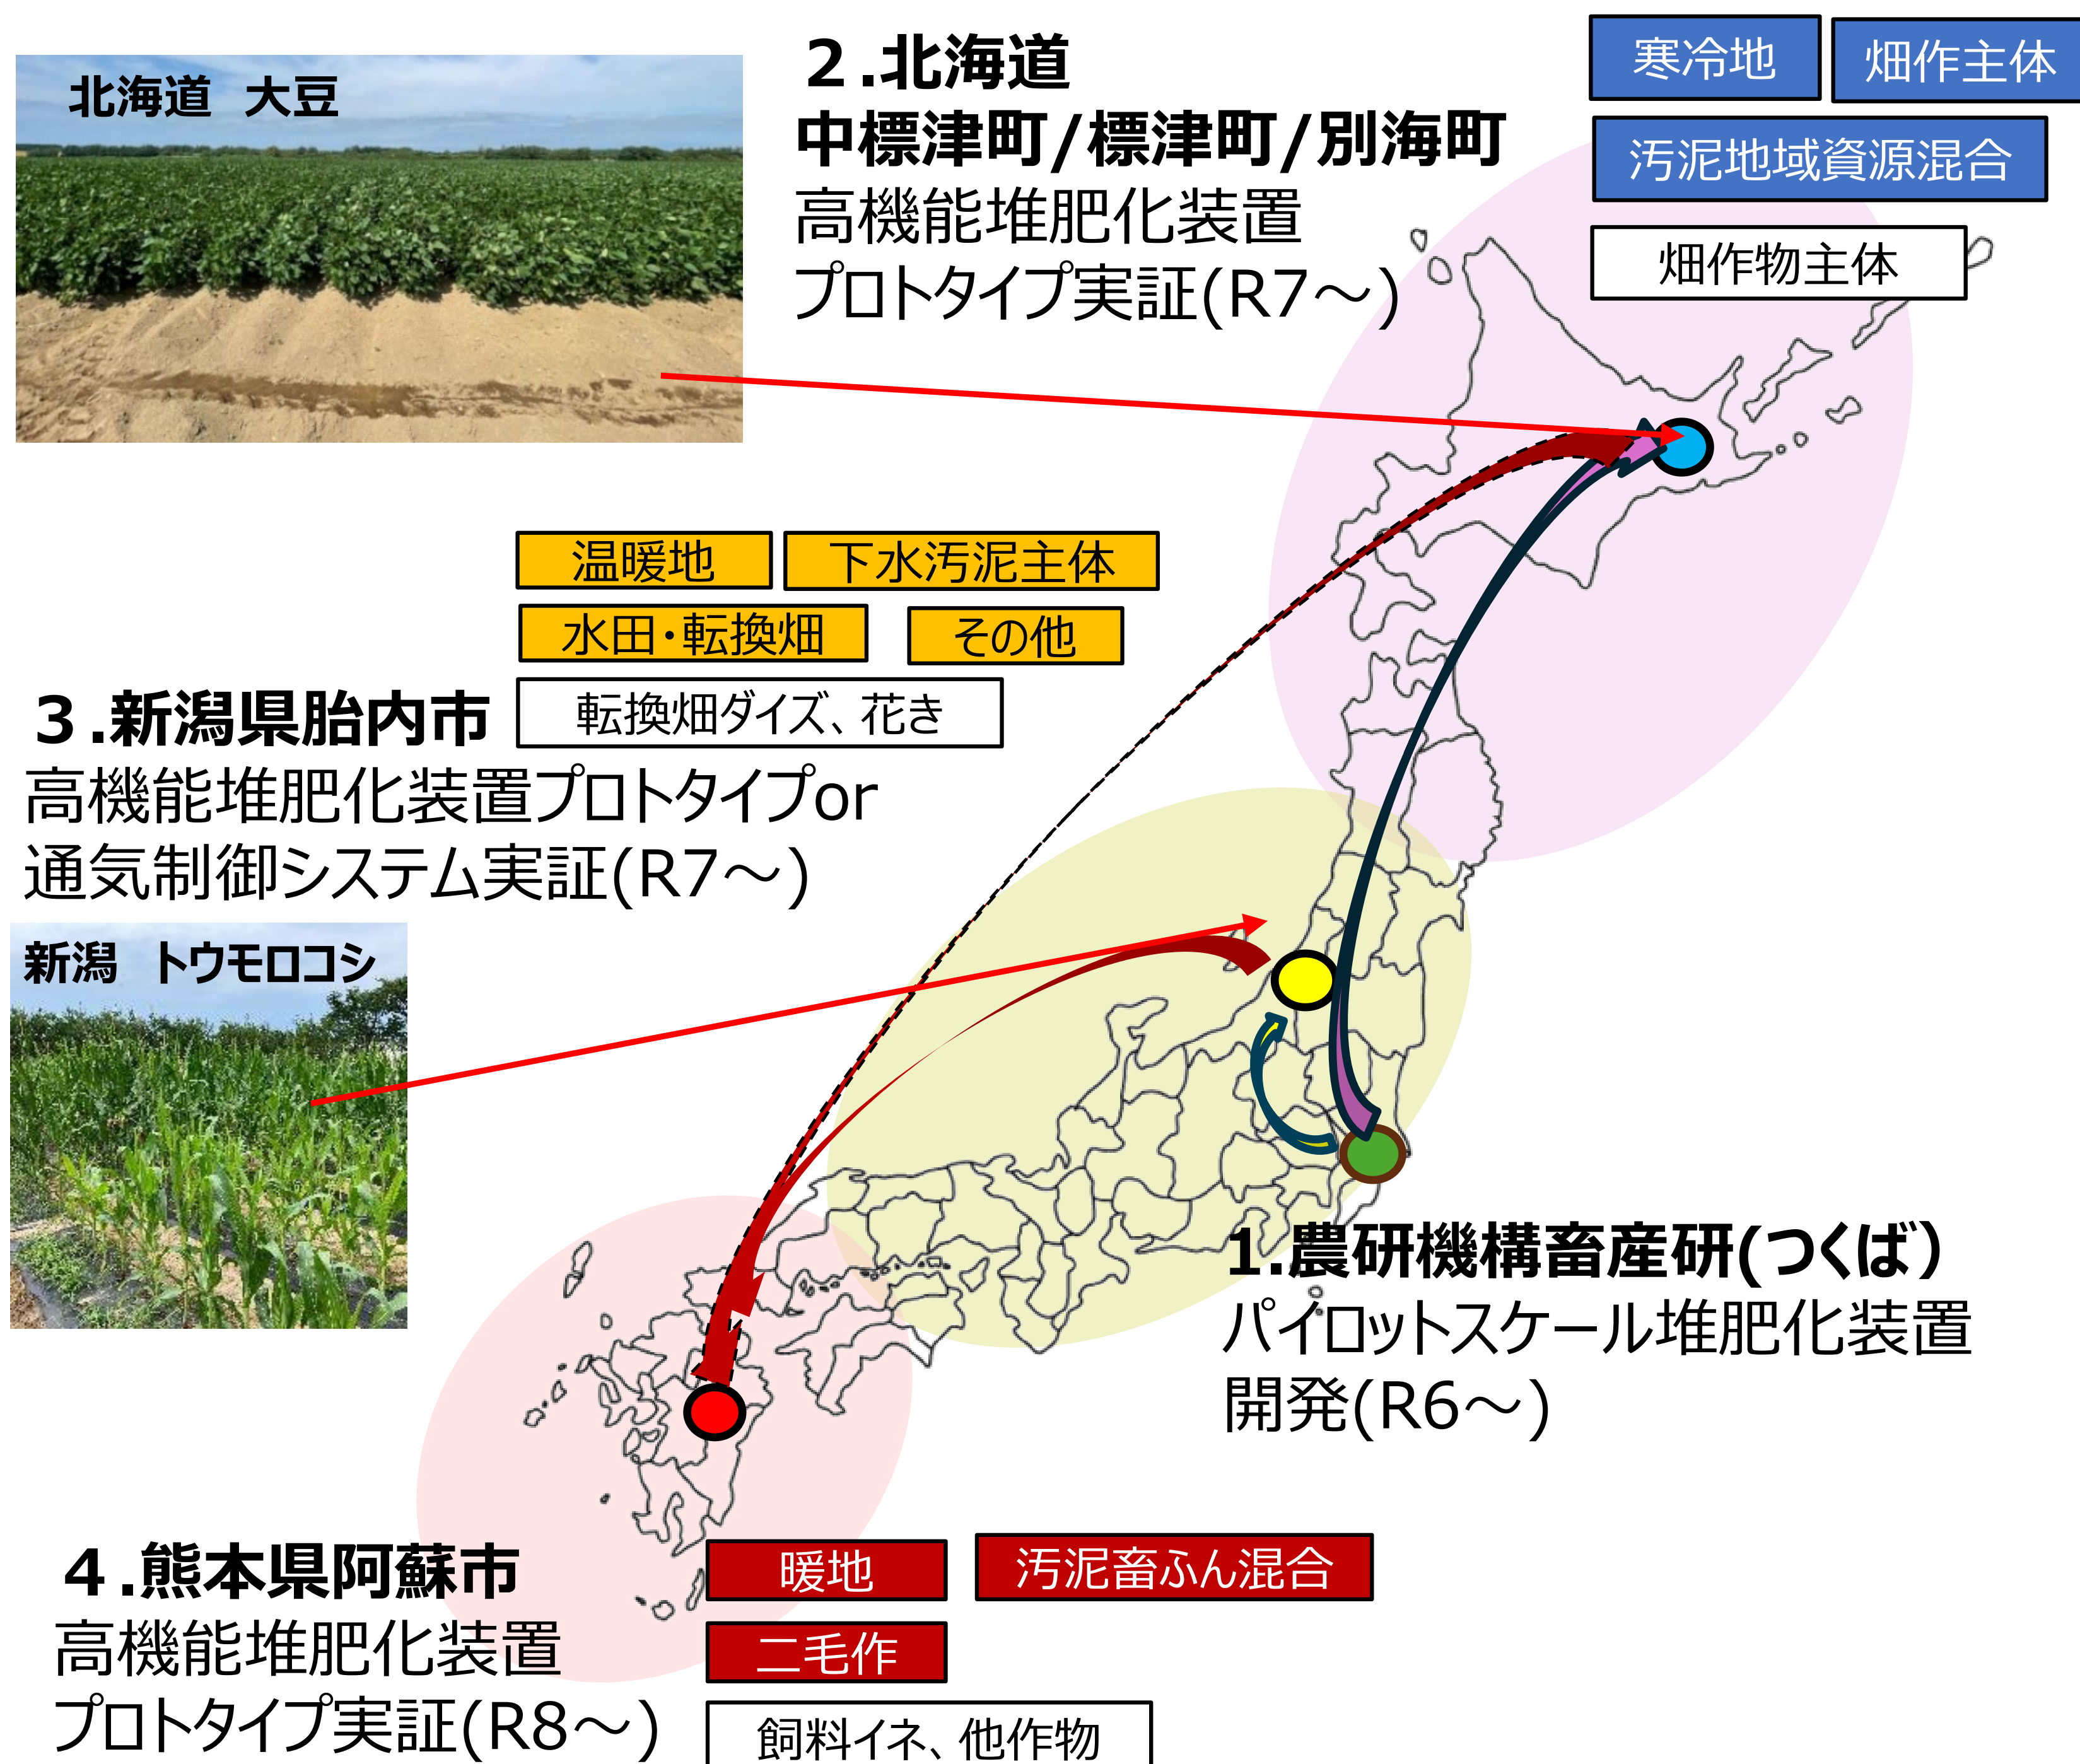 北海道　大豆
２.北海道
中標津町/標津町/別海町
高機能堆肥化装置
プロトタイプ実証(R7～)
寒冷地
畑作主体
汚泥地域資源混合
畑作物主体
温暖地
下水汚泥主体
水田・転換畑
その他
転換畑ダイズ、花き
３.新潟県胎内市
高機能堆肥化装置プロトタイプor
通気制御システム実証(R7～)
新潟　トウモロコシ
1.農研機構畜産研(つくば）
パイロットスケール堆肥化装置
開発(R6～)
４.熊本県阿蘇市
高機能堆肥化装置
プロトタイプ実証(R8～)
暖地
汚泥畜ふん混合
二毛作
飼料イネ、他作物